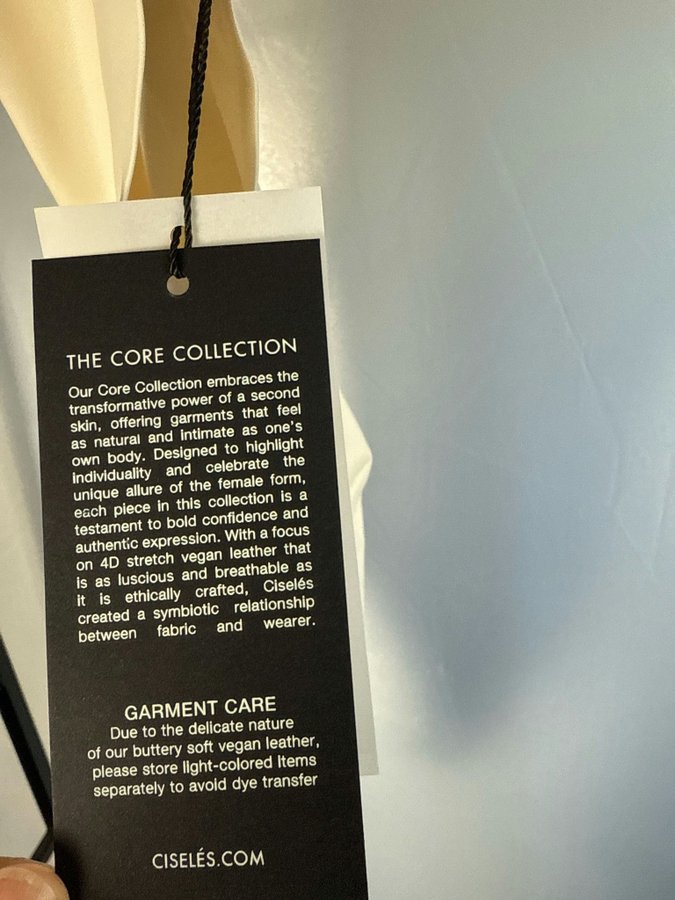 THE CORE COLLECTION
Our Core Collection embraces the
transformative power of a second
skin, offering garments that feel
as natural and intimate as one's
own body. Designed to highlight
individuality and celebrate the
unique allure of the female form,
each piece in this collection is a
testament to bold confidence and
authentic expression. With a focus
on 4D stretch vegan leather that
is as luscious and breathable as
it is ethically crafted, Ciselés
created a symbiotic relationship
between fabric and wearer.
GARMENT CARE
Due to the delicate nature
of our buttery soft vegan leather,
please store light-colored items
separately to avoid dye transfer
CISELÉS.COM